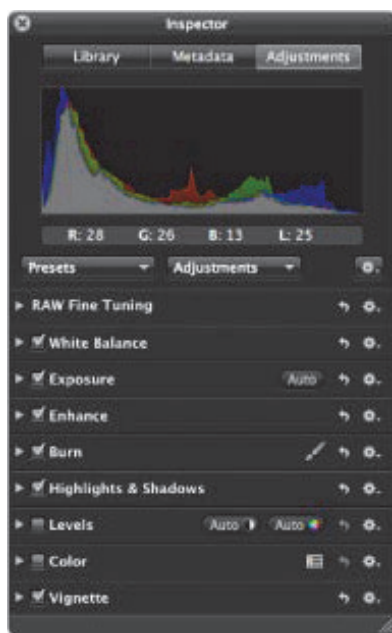 Inspector
Library Metadata Adjustments
R: 28 G: 26 B: 13 L: 25
Presets Adjustments
RAW Fine Tuning
White Balance
Exposure Auto
Enhance
Burn
Highlights & Shadows
Levels Auto Auto
Color
Vignette